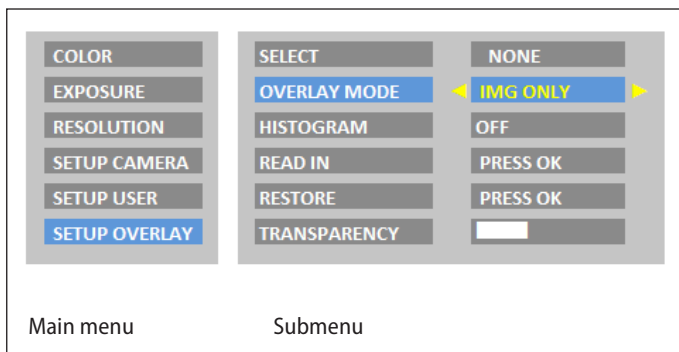 COLOR
EXPOSURE
RESOLUTION
SETUP CAMERA
SETUP USER
SETUP OVERLAY
SELECT NONE
OVERLAY MODE IMG ONLY
HISTOGRAM OFF
READ IN PRESS OK
RESTORE PRESS OK
TRANSPARENCY
Main menu
Submenu